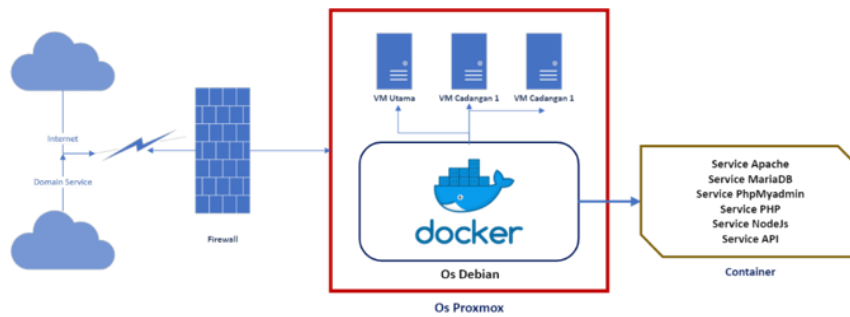 Internet
Domain Service
Firewall
VM Utama
VM Cadangan 1
VM Cadangan 1
docker
Os Debian
Os Proxmox
Service Apache
Service MariaDB
Service PhpMyadmin
Service PHP
Service NodeJs
Service API
Container